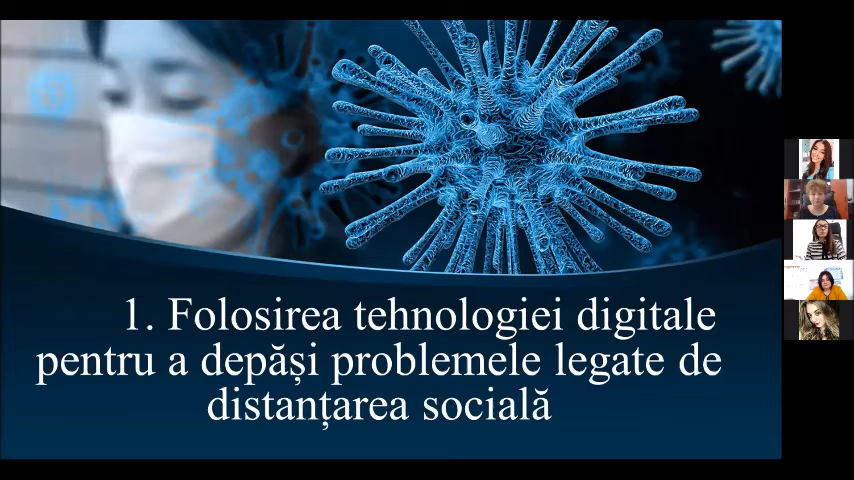 1. Folosirea tehnologiei digitale
pentru a depăși problemele legate de
distanțarea socială